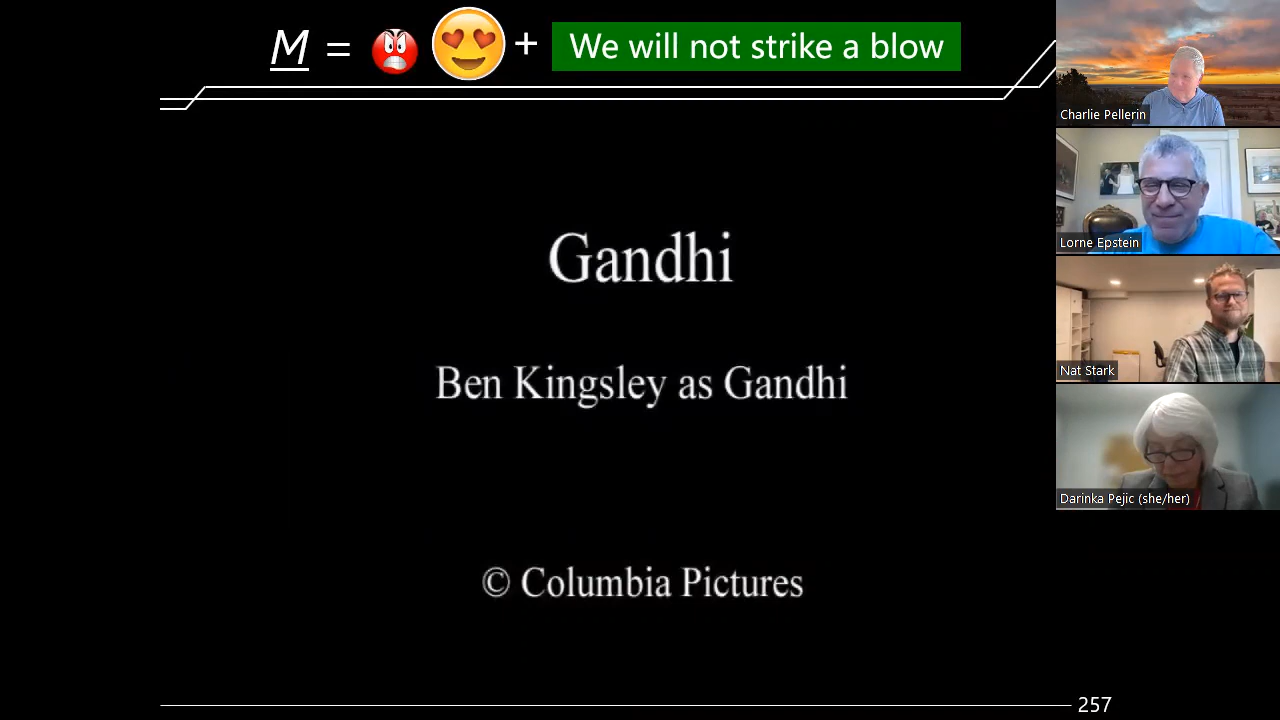 M = + We will not strike a blow
Gandhi
Ben Kingsley as Gandhi
© Columbia Pictures
257
Charlie Pellerin
Lorne Epstein
Nat Stark
Darinka Pejic (she/her)